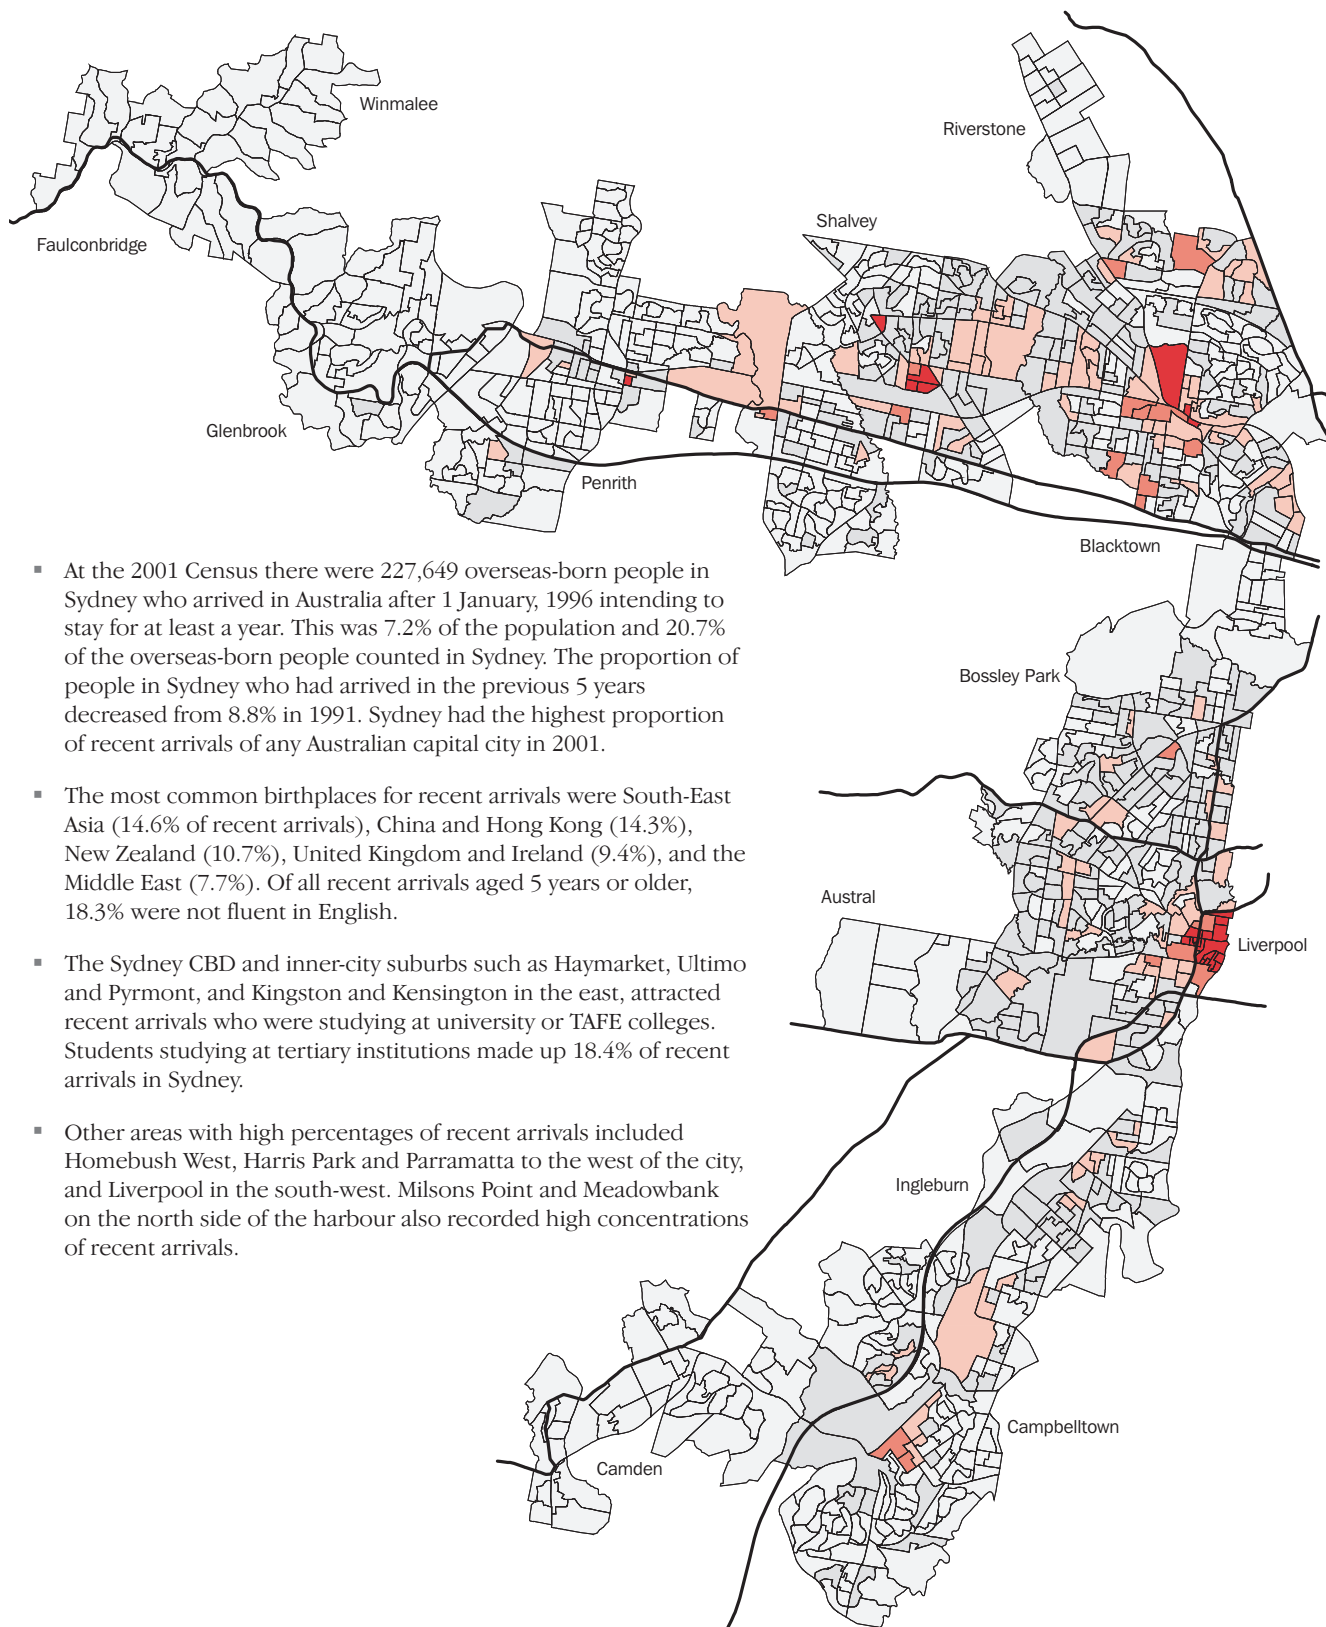 Winmalee
Riverstone
Shalvey
Faulconbridge
Glenbrook
Penrith
Blacktown
▪ At the 2001 Census there were 227,649 overseas-born people in
Sydney who arrived in Australia after 1 January, 1996 intending to
stay for at least a year. This was 7.2% of the population and 20.7%
of the overseas-born people counted in Sydney. The proportion of
people in Sydney who had arrived in the previous 5 years
decreased from 8.8% in 1991. Sydney had the highest proportion
of recent arrivals of any Australian capital city in 2001.
▪ The most common birthplaces for recent arrivals were South-East
Asia (14.6% of recent arrivals), China and Hong Kong (14.3%),
New Zealand (10.7%), United Kingdom and Ireland (9.4%), and the
Middle East (7.7%). Of all recent arrivals aged 5 years or older,
18.3% were not fluent in English.
▪ The Sydney CBD and inner-city suburbs such as Haymarket, Ultimo
and Pyrmont, and Kingston and Kensington in the east, attracted
recent arrivals who were studying at university or TAFE colleges.
Students studying at tertiary institutions made up 18.4% of recent
arrivals in Sydney.
▪ Other areas with high percentages of recent arrivals included
Homebush West, Harris Park and Parramatta to the west of the city,
and Liverpool in the south-west. Milsons Point and Meadowbank
on the north side of the harbour also recorded high concentrations
of recent arrivals.
Bossley Park
Austral
Liverpool
Ingleburn
Campbelltown
Camden